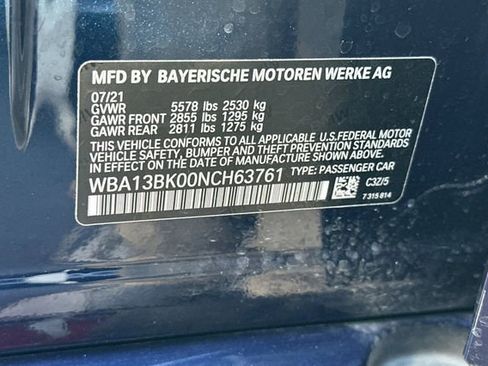 MFD BY BAYERISCHE MOTOREN WERKE AG
07/21
GVWR 5578 lbs 2530 kg
GAWR FRONT 2855 lbs 1295 kg
GAWR REAR 2811 lbs 1275 kg
THIS VEHICLE CONFORMS TO ALL APPLICABLE U.S.FEDERAL MOTOR
VEHICLE SAFETY, BUMPER AND THEFT PREVENTION STANDARDS
IN EFFECT ON THE DATE OF MANUFACTURE SHOWN ABOVE.
WBA13BK00NCH63761 TYPE: PASSENGER CAR
C3Z/5
7 315 814